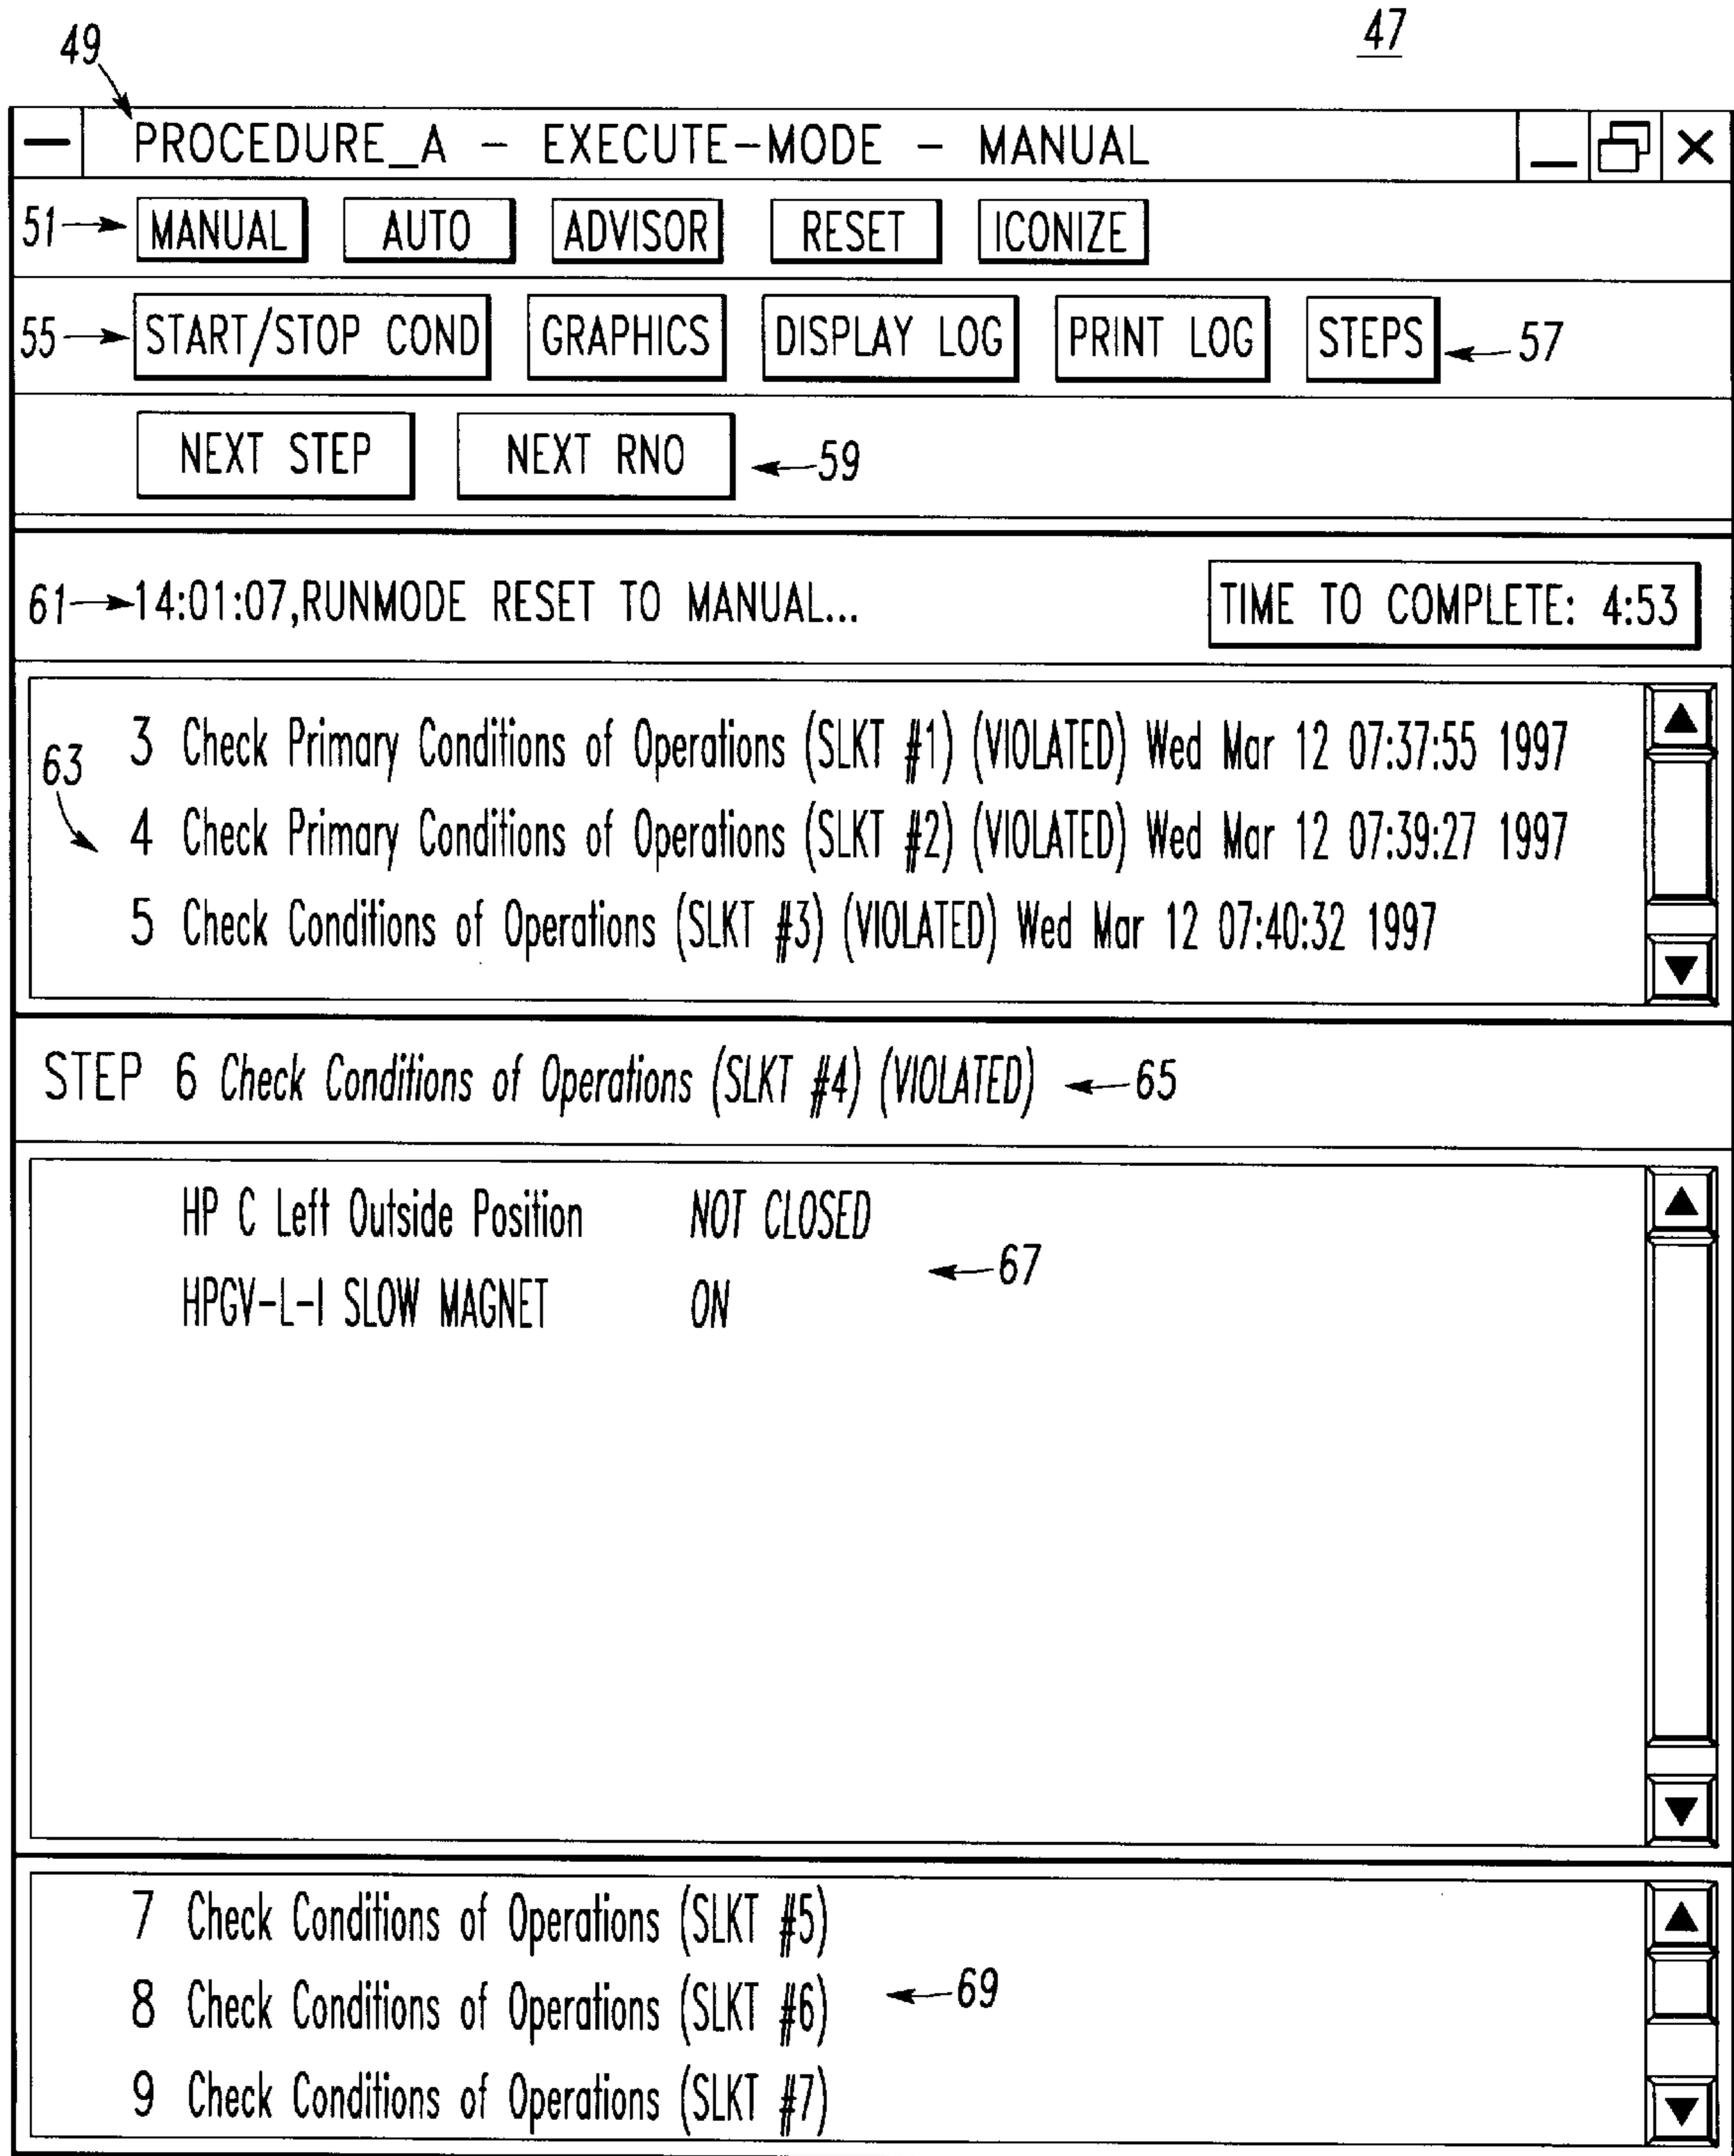 47
49
PROCEDURE_A - EXECUTE-MODE - MANUAL
51 MANUAL AUTO ADVISOR RESET ICONIZE
55 START/STOP COND GRAPHICS DISPLAY LOG PRINT LOG STEPS 57
NEXT STEP NEXT RNO 59
61 14:01:07,RUNMODE RESET TO MANUAL... TIME TO COMPLETE: 4:53
3 Check Primary Conditions of Operations (SLKT #1) (VIOLATED) Wed Mar 12 07:37:55 1997
63
4 Check Primary Conditions of Operations (SLKT #2) (VIOLATED) Wed Mar 12 07:39:27 1997
5 Check Conditions of Operations (SLKT #3) (VIOLATED) Wed Mar 12 07:40:32 1997
STEP 6 Check Conditions of Operations (SLKT #4) (VIOLATED) 65
HP C Left Outside Position NOT CLOSED
67
HPGV-L-I SLOW MAGNET ON
7 Check Conditions of Operations (SLKT #5)
8 Check Conditions of Operations (SLKT #6) 69
9 Check Conditions of Operations (SLKT #7)